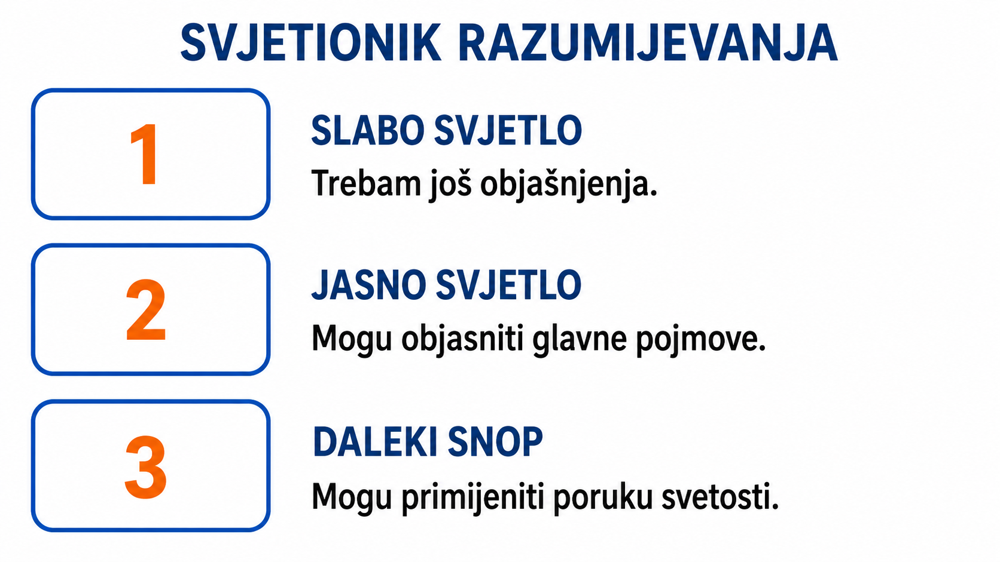 SVJETIONIK RAZUMIJEVANJA
1
SLABO SVJETLO
Trebam još objašnjenja.
2
JASNO SVJETLO
Mogu objasniti glavne pojmove.
3
DALEKI SNOP
Mogu primijeniti poruku svetosti.